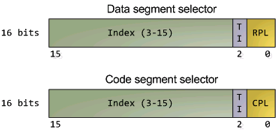 Data segment selector
16 bits Index (3-15) T I RPL
15 2 0
Code segment selector
16 bits Index (3-15) T I CPL
15 2 0